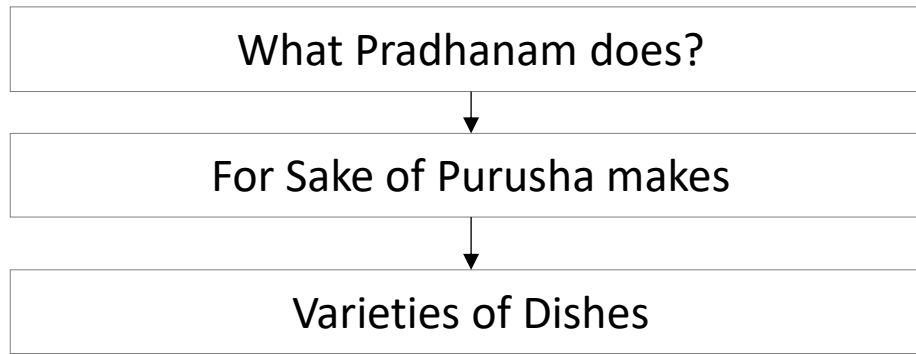 What Pradhanam does?
For Sake of Purusha makes
Varieties of Dishes